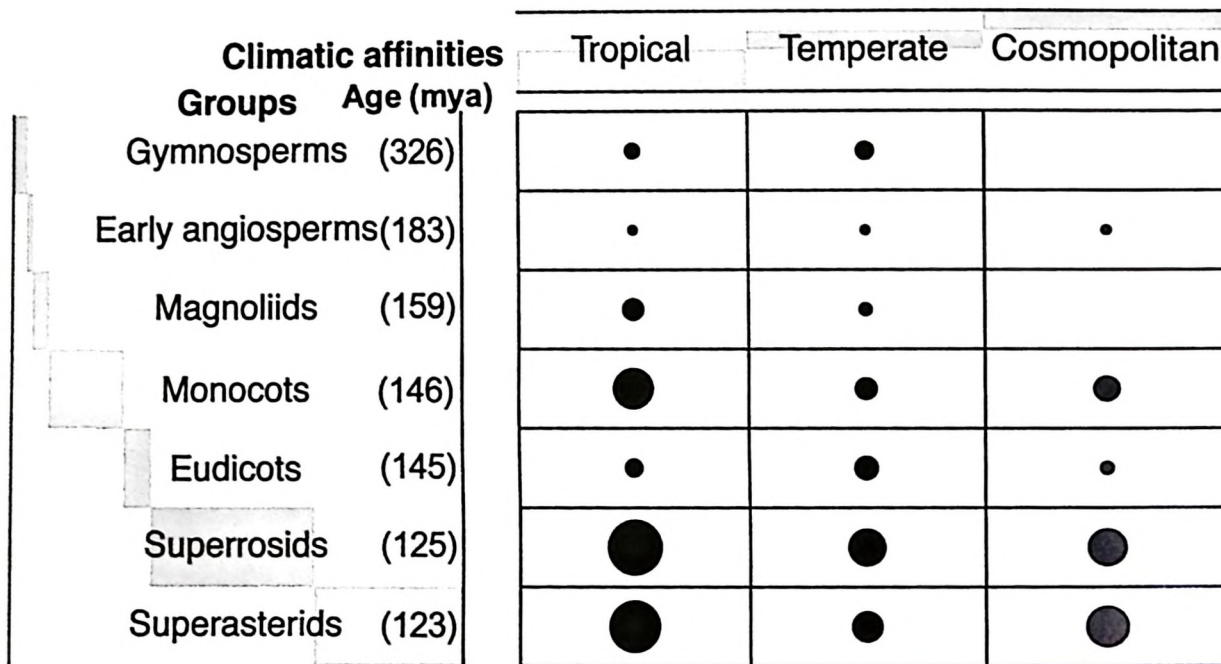 Climatic affinities Tropical Temperate Cosmopolitan
Groups Age (mya)
Gymnosperms (326)
Early angiosperms(183)
Magnoliids (159)
Monocots (146)
Eudicots (145)
Superrosids (125)
Superasterids (123)